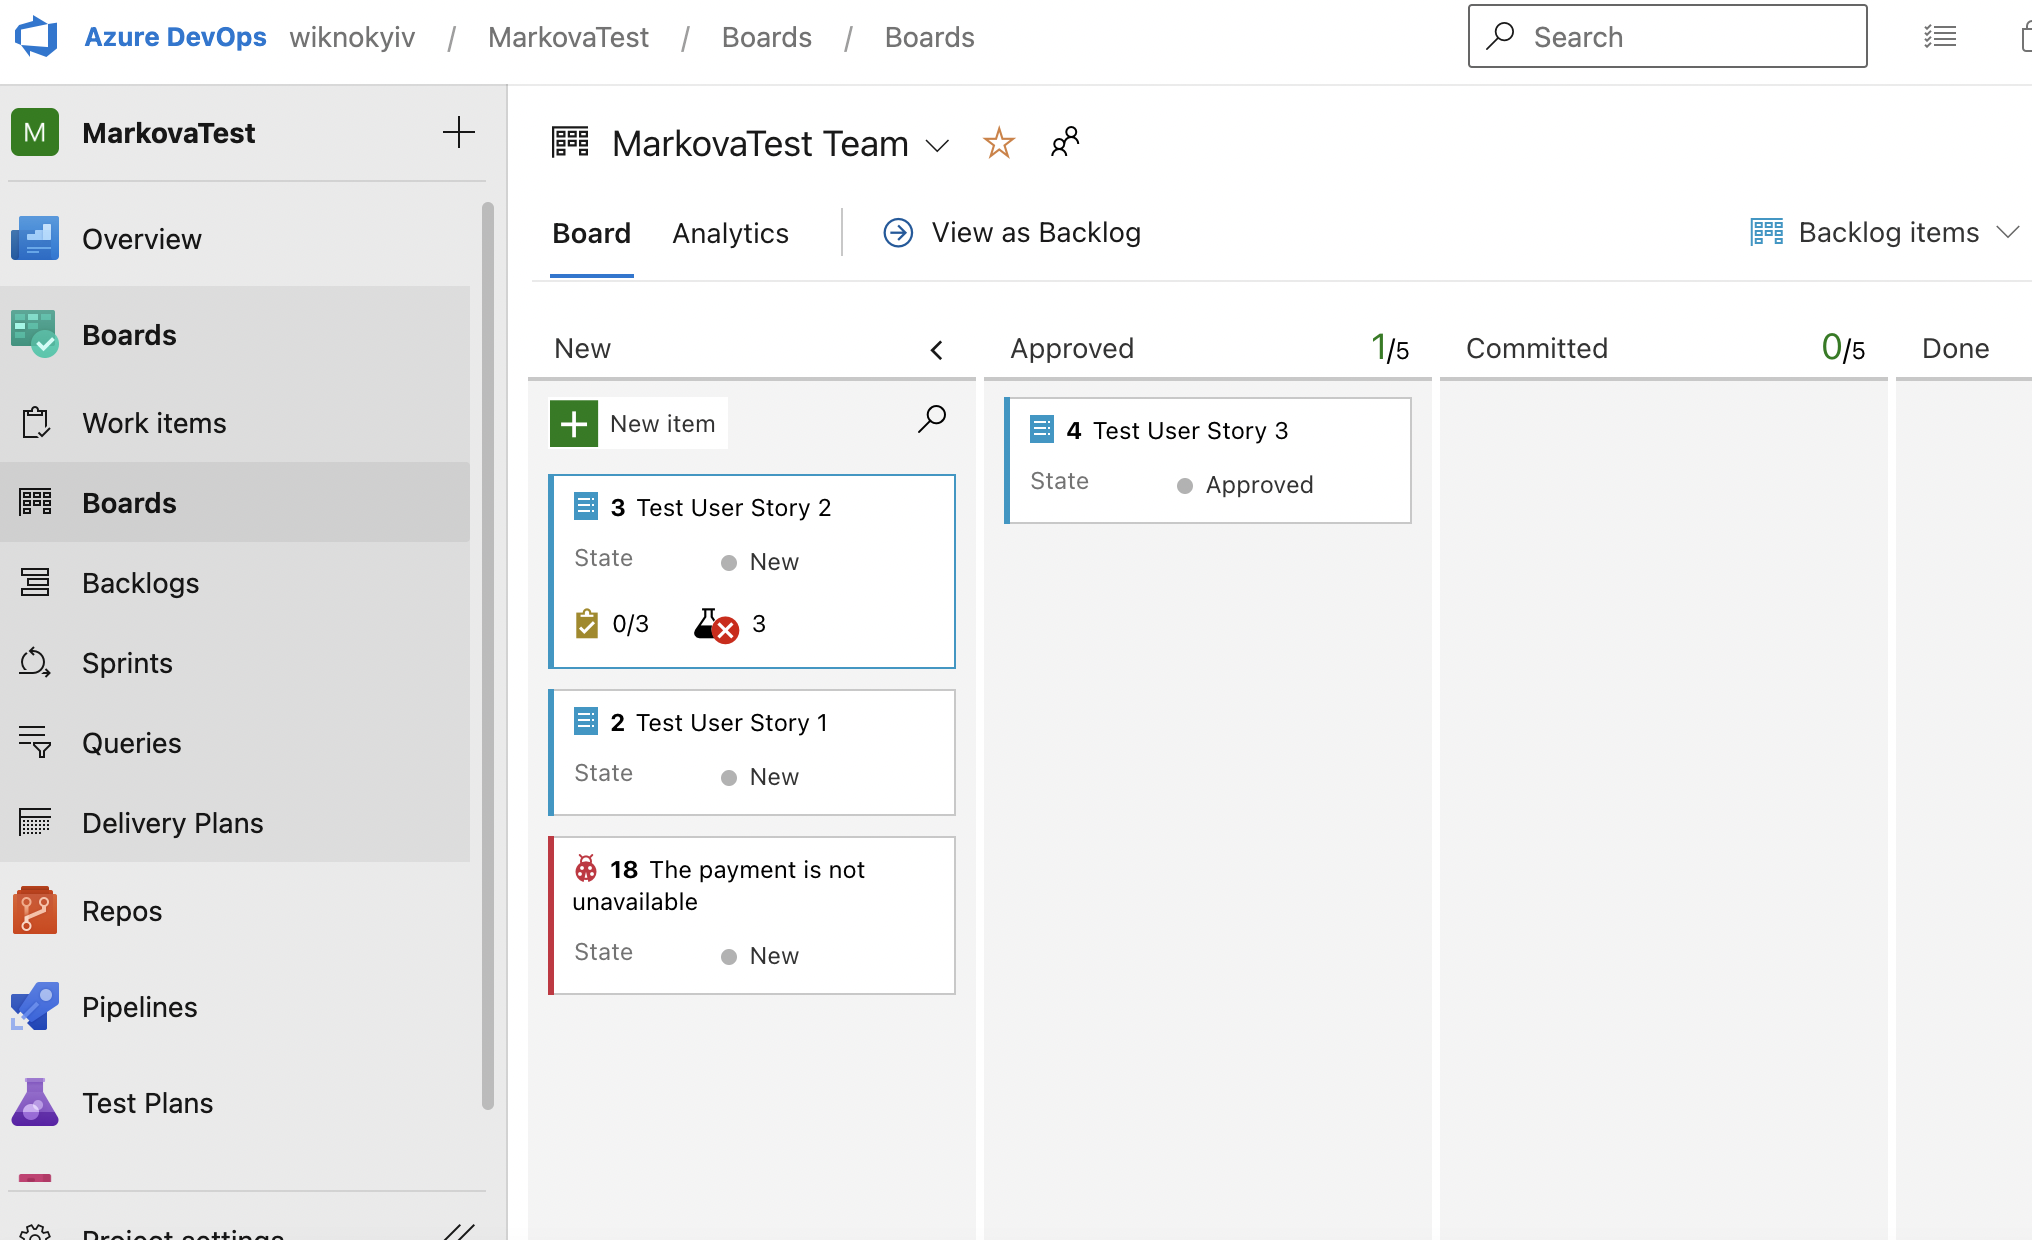 Azure DevOps wiknokyiv / MarkovaTest / Boards / Boards
Search
M MarkovaTest
Overview
Boards
Work items
Boards
Backlogs
Sprints
Queries
Delivery Plans
Repos
Pipelines
Test Plans
Project settings
MarkovaTest Team
Board Analytics View as Backlog
Backlog items
New
New item
3 Test User Story 2
State New
0/3 3
2 Test User Story 1
State New
18 The payment is not
unavailable
State New
Approved 1/5
4 Test User Story 3
State Approved
Committed 0/5
Done